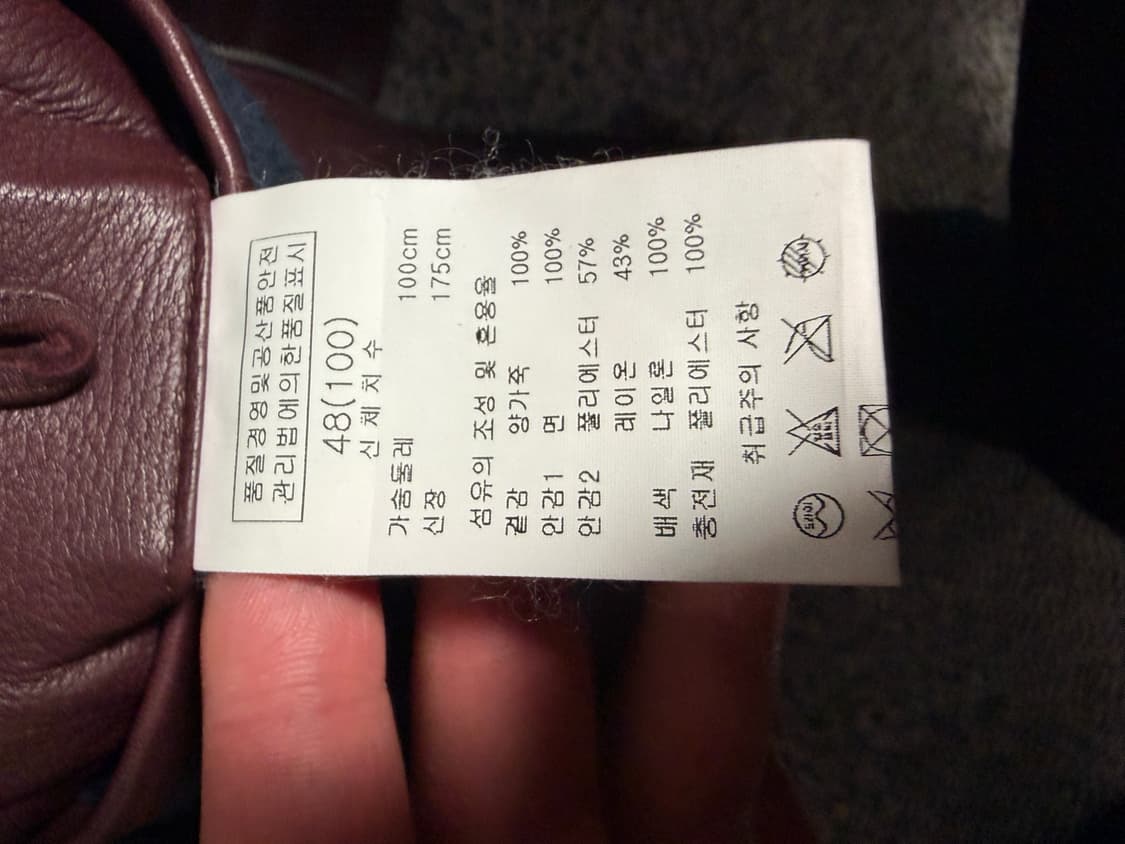 품질경영및공산품안전
관리법에의한품질표시
48(100)
신체치수
가슴둘레 100cm
신장 175cm
섬유의 조성 및 혼용율
겉감 양가죽 100%
안감1 면 100%
안감2 폴리에스터 57%
레이온 43%
배색 나일론 100%
충전재 폴리에스터 100%
취급주의 사항